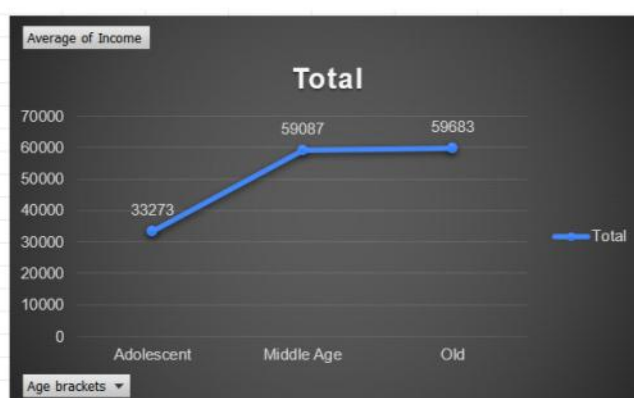 Average of Income
Total
70000
60000
50000
40000
30000
20000
10000
0
33273
59087
59683
Total
Adolescent Middle Age Old
Age brackets